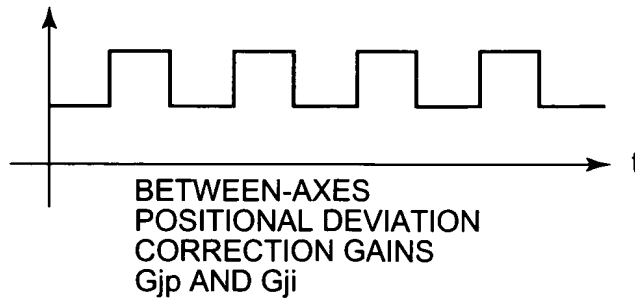 t
BETWEEN-AXES
POSITIONAL DEVIATION
CORRECTION GAINS
Gjp AND Gji